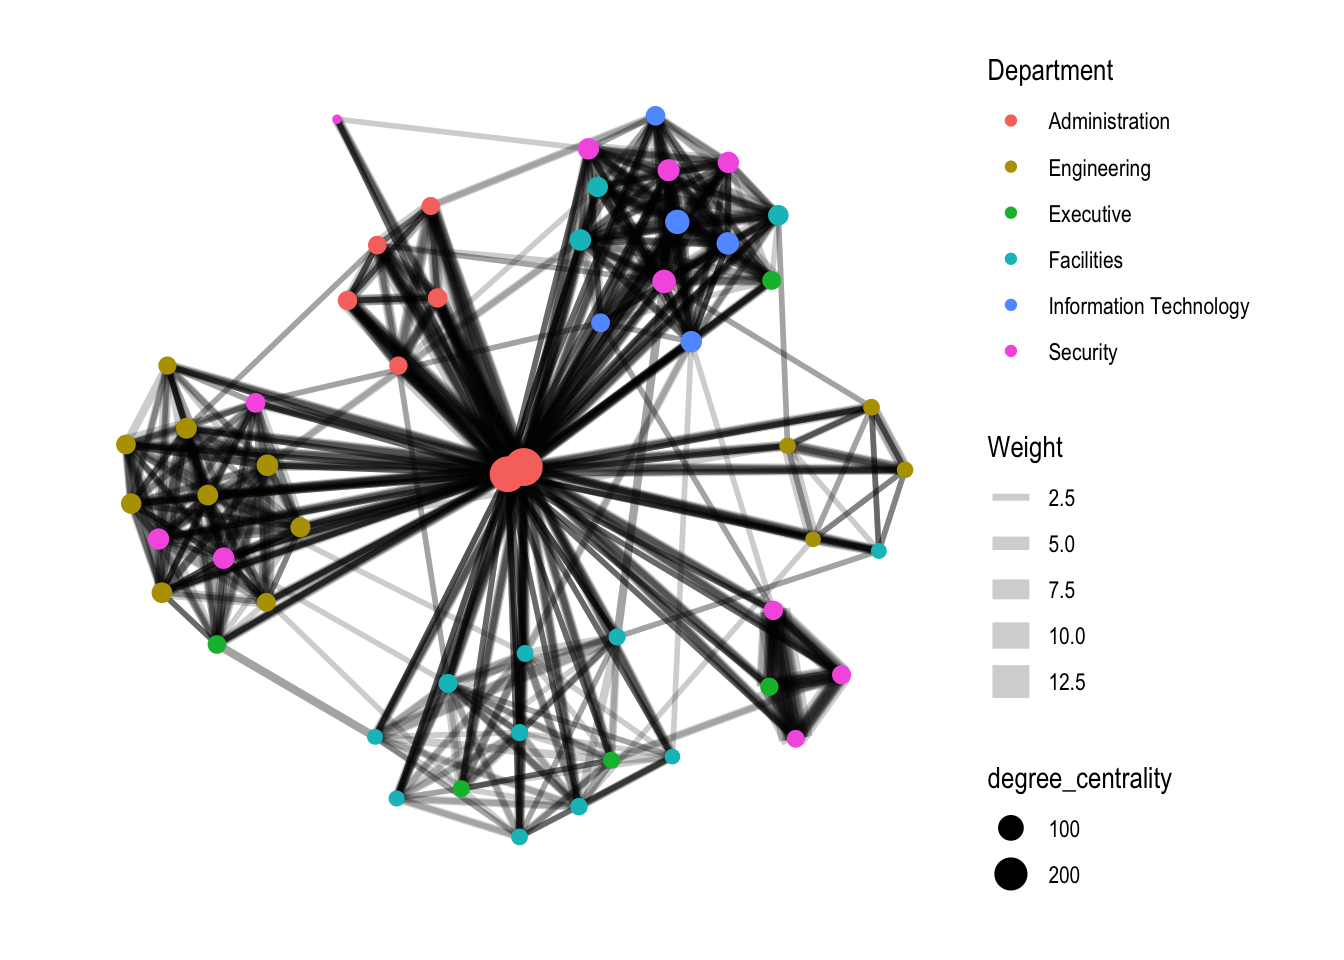 Department
Administration
Engineering
Executive
Facilities
Information Technology
Security
Weight
2.5
5.0
7.5
10.0
12.5
degree_centrality
100
200